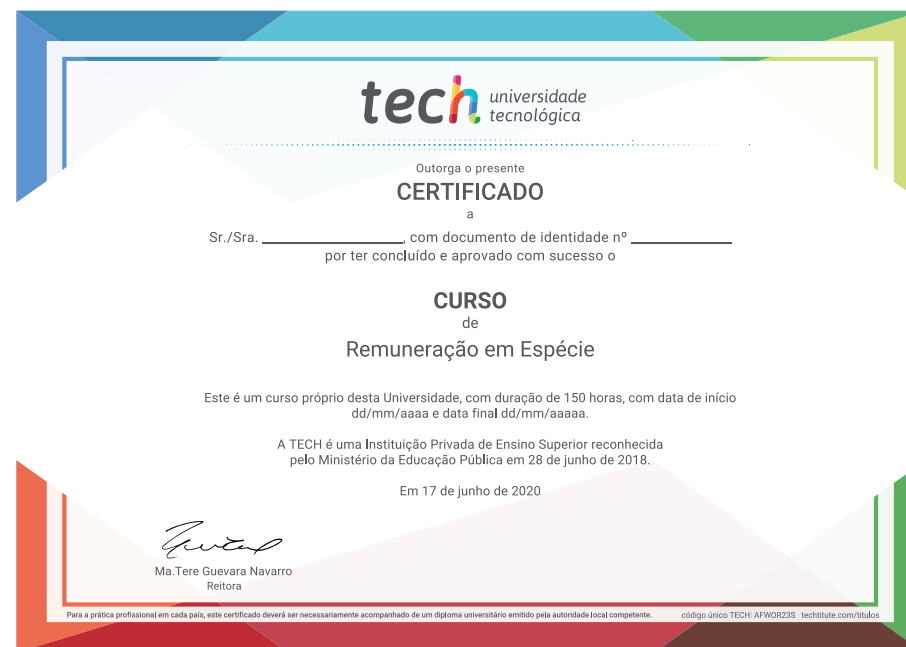 tech universidade
tecnológica
Outorga o presente
CERTIFICADO
a
Sr./Sra. ____________, com documento de identidade nº ____________
por ter concluído e aprovado com sucesso o
CURSO
de
Remuneração em Espécie
Este é um curso próprio desta Universidade, com duração de 150 horas, com data de início
dd/mm/aaaa e data final dd/mm/aaaaa.
A TECH é uma Instituição Privada de Ensino Superior reconhecida
pelo Ministério da Educação Pública em 28 de junho de 2018.
Em 17 de junho de 2020
Ma.Tere Guevara Navarro
Reitora
Para a prática profissional em cada país, este certificado deverá ser necessariamente acompanhado de um diploma universitário emitido pela autoridade local competente. código único TECH: AFWOR23S techtitute.com/titulos